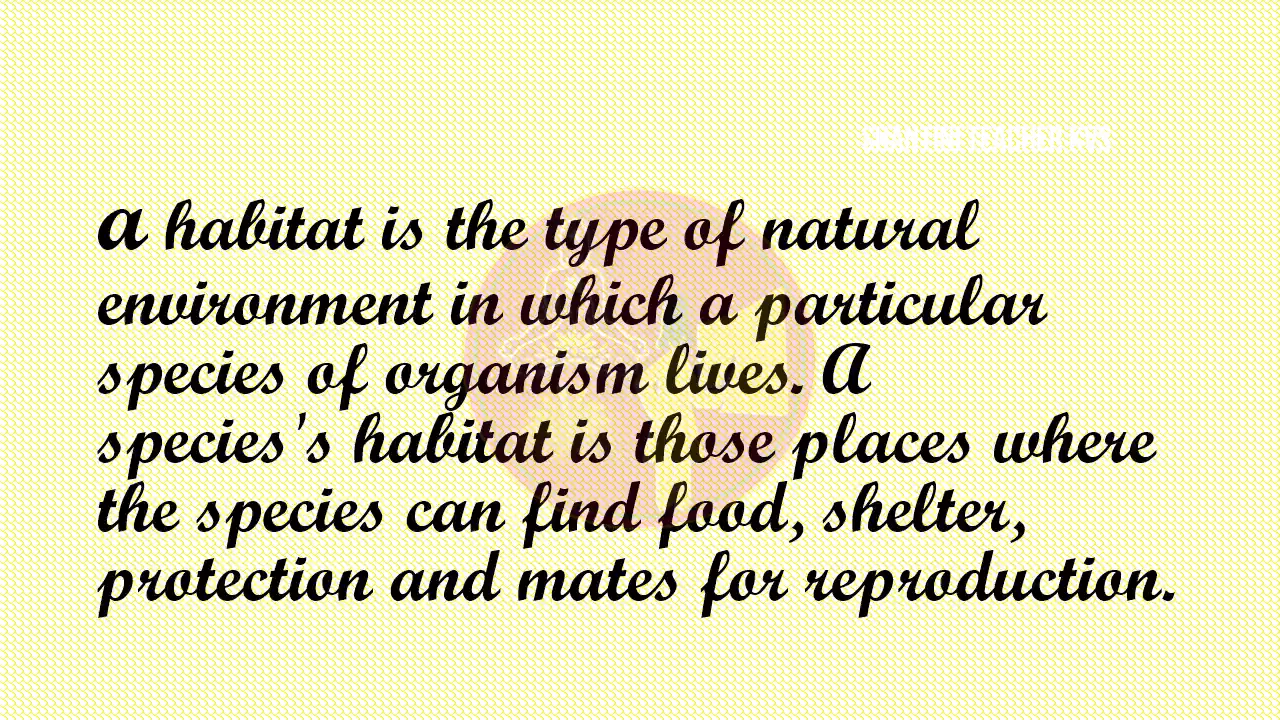 a habitat is the type of natural
environment in which a particular
species of organism lives. A
species's habitat is those places where
the species can find food, shelter,
protection and mates for reproduction.